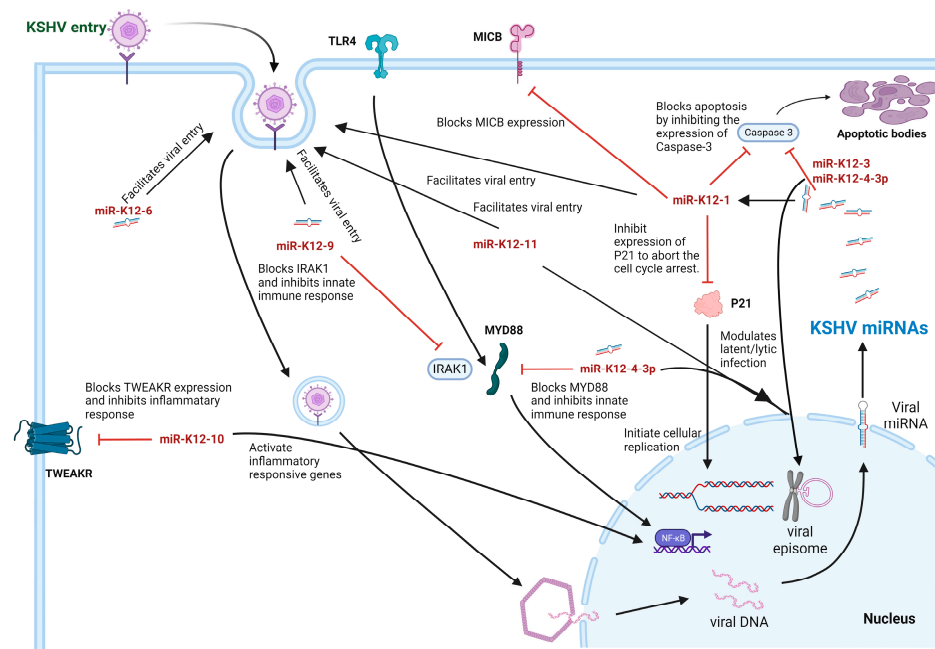 KSHV entry
TLR4
MICB
Blocks MICB expression
Blocks apoptosis
by inhibiting the
expression of
Caspase-3
Caspase 3
Apoptotic bodies
miR-K12-3
miR-K12-4-3p
Facilitates viral entry
miR-K12-6
Facilitates viral entry
miR-K12-9
Facilitates viral entry
Facilitates viral entry
miR-K12-1
miR-K12-11
Blocks IRAK1
and inhibits innate
immune response
Inhibit
expression of
P21 to abort the
cell cycle arrest.
P21
KSHV miRNAs
MYD88
IRAK1
miR-K12-4-3p
Blocks MYD88
and inhibits innate
immune response
Modulates
latent/lytic
infection
Blocks TWEAKR expression
and inhibits inflammatary
response
miR-K12-10
TWEAKR
Activate
inflammatory
responsive genes
Initiate cellular
replication
Viral
miRNA
NF-κB
viral
episome
viral DNA
Nucleus